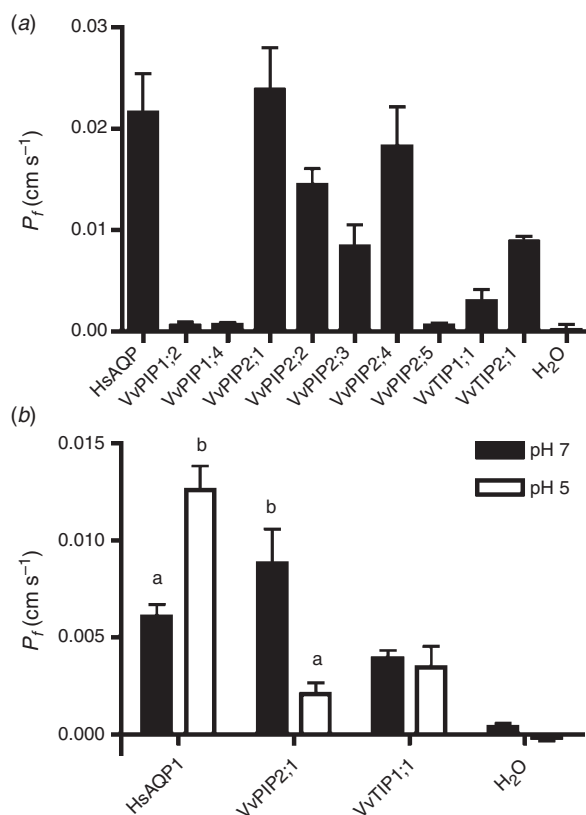 (a)
0.03
0.02
0.01
0.00
P_f (cm s⁻¹)
HsAQP
VvPIP1;2
VvPIP1;4
VvPIP2;1
VvPIP2;2
VvPIP2;3
VvPIP2;4
VvPIP2;5
VvTIP1;1
VvTIP2;1
H₂O
(b)
0.015
0.010
0.005
0.000
P_f (cm s⁻¹)
b
b
a
a
pH 7
pH 5
HsAQP1
VvPIP2;1
VvTIP1;1
H₂O